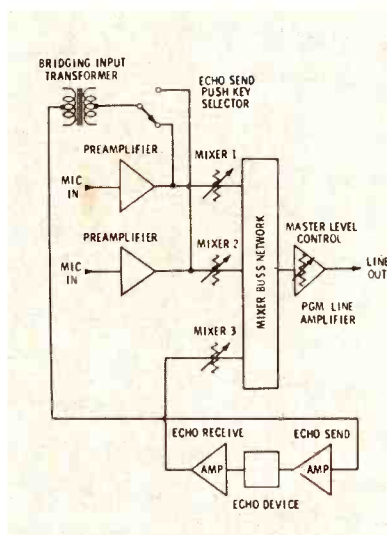 BRIDGING INPUT
TRANSFORMER
ECHO SEND
PUSH KEY
SELECTOR
PREAMPLIFIER
MIXER 1
MIC
IN
PREAMPLIFIER
MIXER 2
MIC
IN
MIXER BUSS NETWORK
MASTER LEVEL
CONTROL
LINE
OUT
PGM LINE
AMPLIFIER
MIXER 3
ECHO RECEIVE
ECHO SEND
AMP
AMP
ECHO DEVICE